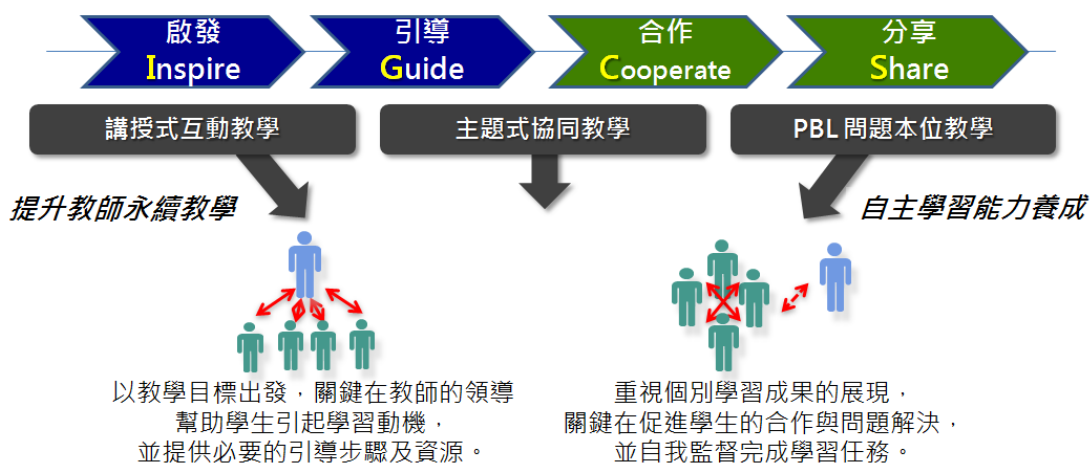 啟發
Inspire
引導
Guide
合作
Cooperate
分享
Share
講授式互動教學
主題式協同教學
PBL 問題本位教學
提升教師永續教學
自主學習能力養成
以教學目標出發，關鍵在教師的領導
幫助學生引起學習動機，
並提供必要的引導步驟及資源。
重視個別學習成果的展現，
關鍵在促進學生的合作與問題解決，
並自我監督完成學習任務。